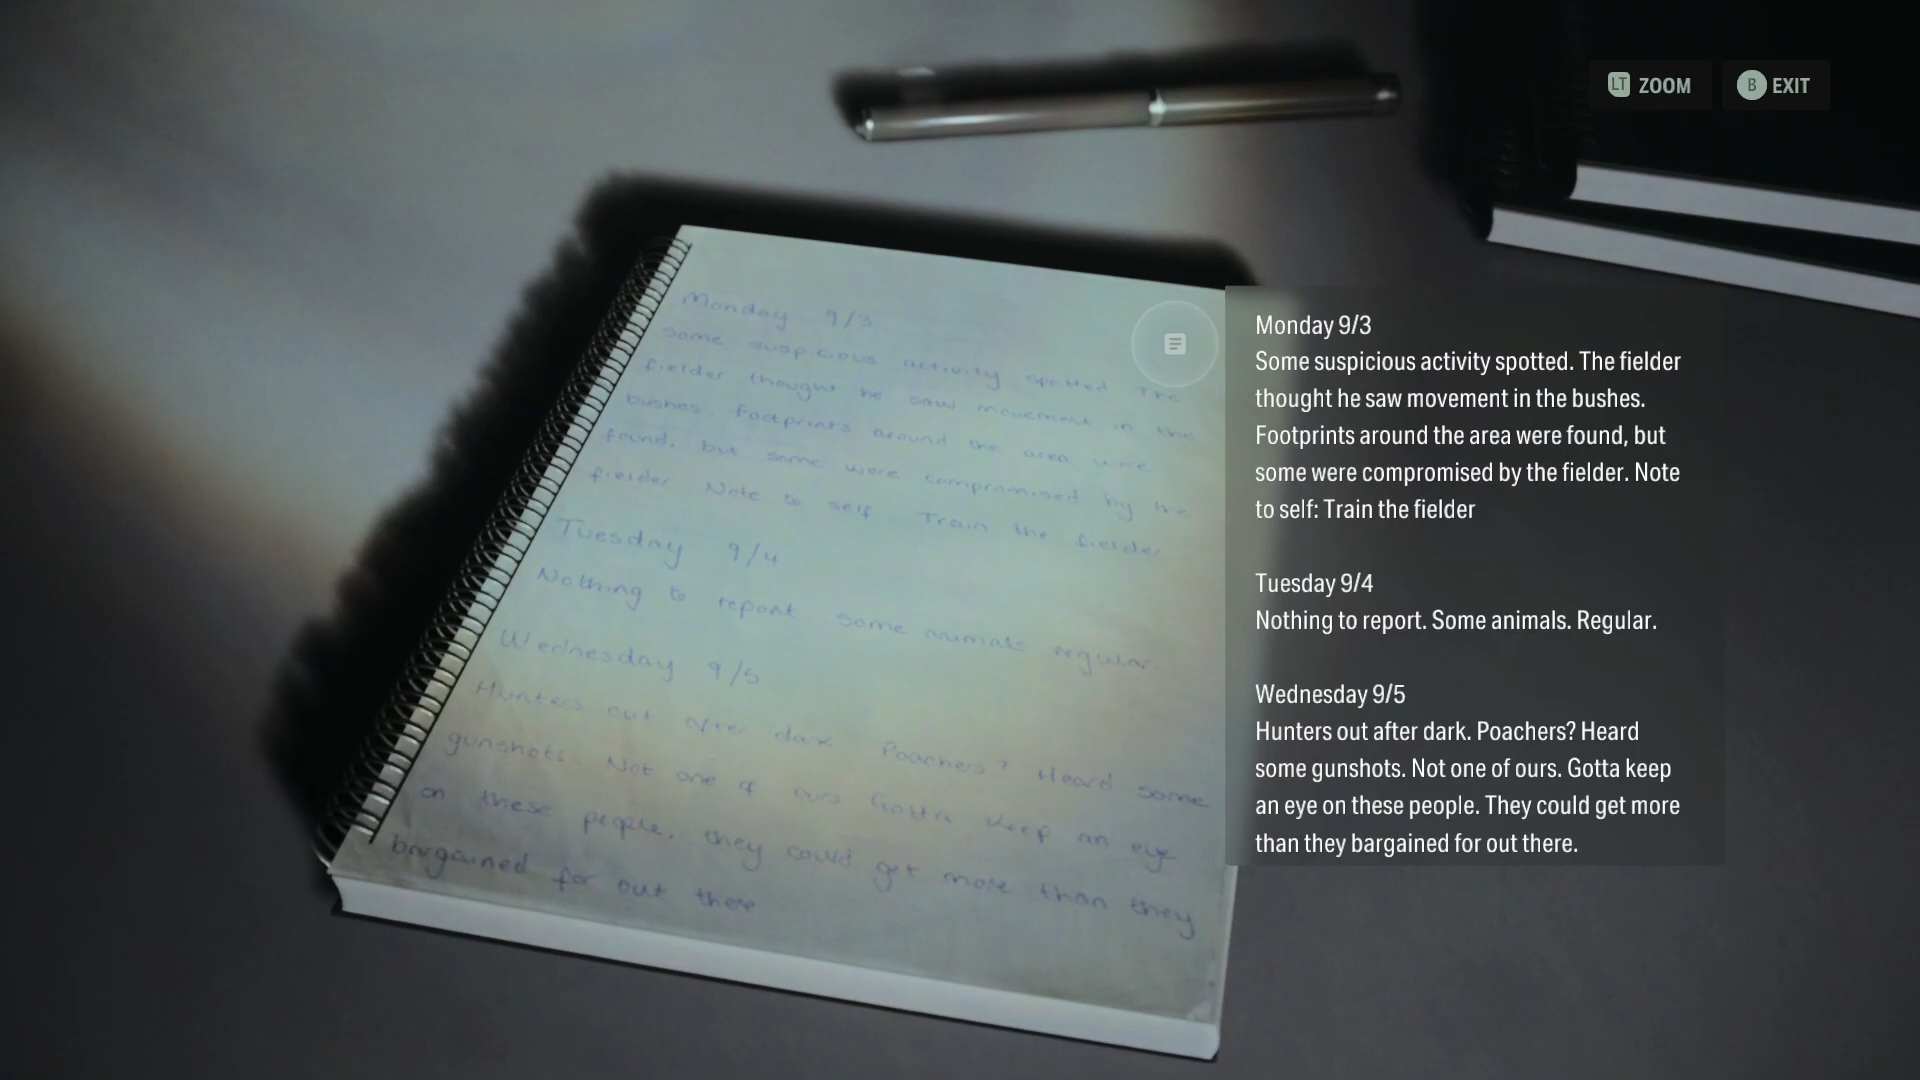 LT ZOOM B EXIT
Monday 9/3
some suspicious activity spotted The
fielder thought he saw movement in the
bushes. Footprints around the area were
found, but some were compromised by the
fielder Note to self Train the fielder
Tuesday 9/4
Nothing to report some animals regular.
Wednesday 9/5
Hunters out after dark Poachers? Heard some
gunshots Not one of ours Gotta keep an eye
on these people, they could get more than they
bargained for out there
Monday 9/3
Some suspicious activity spotted. The fielder
thought he saw movement in the bushes.
Footprints around the area were found, but
some were compromised by the fielder. Note
to self: Train the fielder
Tuesday 9/4
Nothing to report. Some animals. Regular.
Wednesday 9/5
Hunters out after dark. Poachers? Heard
some gunshots. Not one of ours. Gotta keep
an eye on these people. They could get more
than they bargained for out there.